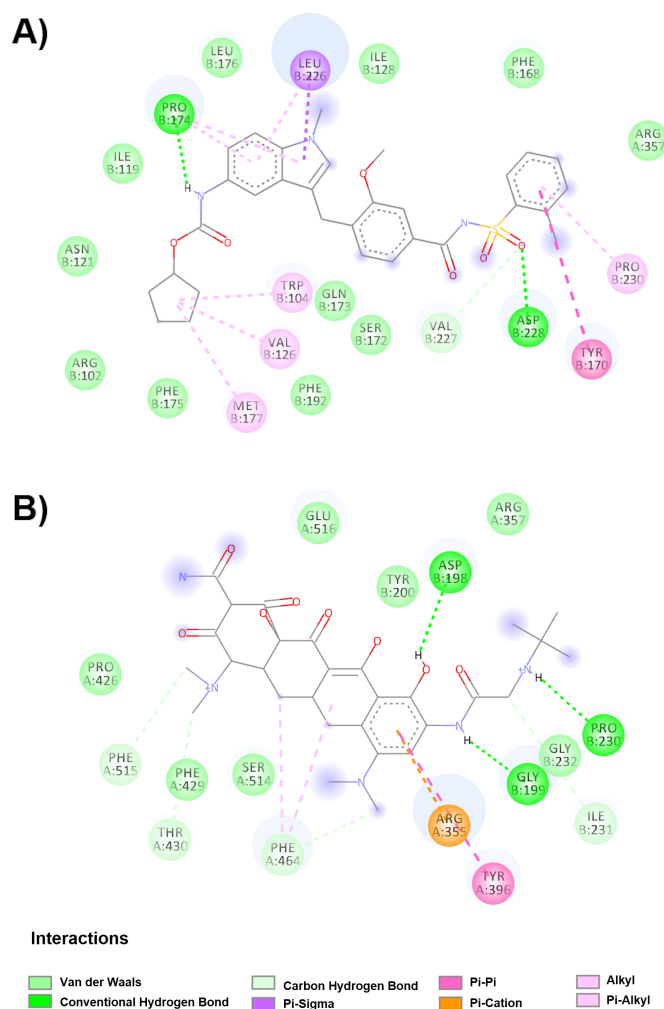 A)
LEU
B:176
LEU
B:226
ILE
B:128
PHE
B:168
PRO
B:174
ARG
B:357
ILE
B:119
H
N
N
O
N
S
O
O
O
O
O
ASN
B:121
TRP
B:104
GLN
B:173
PRO
B:230
VAL
B:126
SER
B:172
VAL
B:227
ASP
B:228
TYR
B:170
ARG
B:102
PHE
B:175
MET
B:177
PHE
B:192
B)
GLU
A:516
ARG
A:357
TYR
B:200
ASP
B:198
O
N
O
O
O
O
O
H
O
O
N+
N+
H
PRO
A:426
N
H
N
PRO
B:230
PHE
A:515
PHE
A:429
SER
A:514
GLY
B:199
GLY
B:232
THR
A:430
PHE
A:464
ARG
A:355
ILE
B:231
TYR
A:396
Interactions
Van der Waals
Conventional Hydrogen Bond
Carbon Hydrogen Bond
Pi-Sigma
Pi-Pi
Pi-Cation
Alkyl
Pi-Alkyl